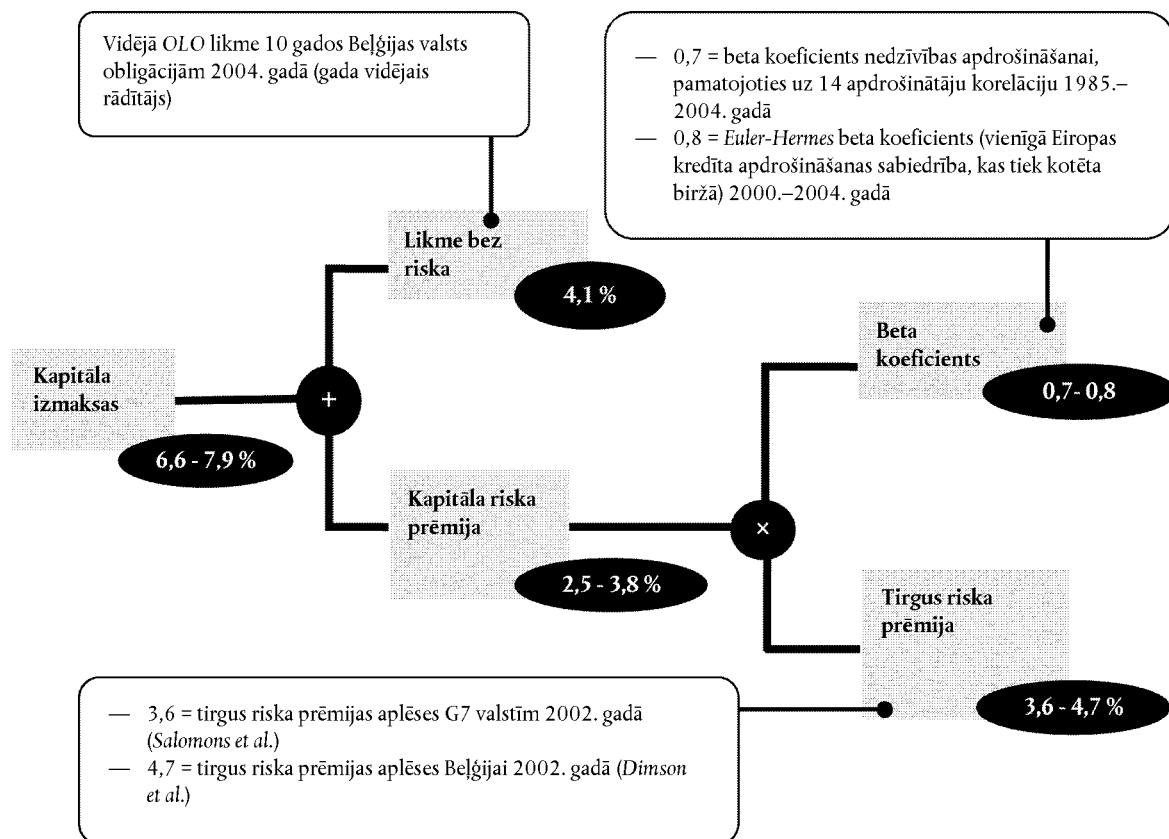 Vidējā OLO likme 10 gados Beļģijas valsts
obligācijām 2004. gadā (gada vidējais
rādītājs)
— 0,7 = beta koeficients nedzīvības apdrošināšanai,
pamatojoties uz 14 apdrošinātāju korelāciju 1985.–
2004. gadā
— 0,8 = Euler-Hermes beta koeficients (vienīgā Eiropas
kredīta apdrošināšanas sabiedrība, kas tiek kotēta
biržā) 2000.–2004. gadā
Likme bez
riska
4,1 %
Beta
koeficients
0,7- 0,8
Kapitāla
izmaksas
+
6,6 - 7,9 %
Kapitāla riska
prēmija
×
2,5 - 3,8 %
Tirgus riska
prēmija
3,6 - 4,7 %
— 3,6 = tirgus riska prēmijas aplēses G7 valstīm 2002. gadā
(Salomons et al.)
— 4,7 = tirgus riska prēmijas aplēses Beļģijai 2002. gadā (Dimson
et al.)